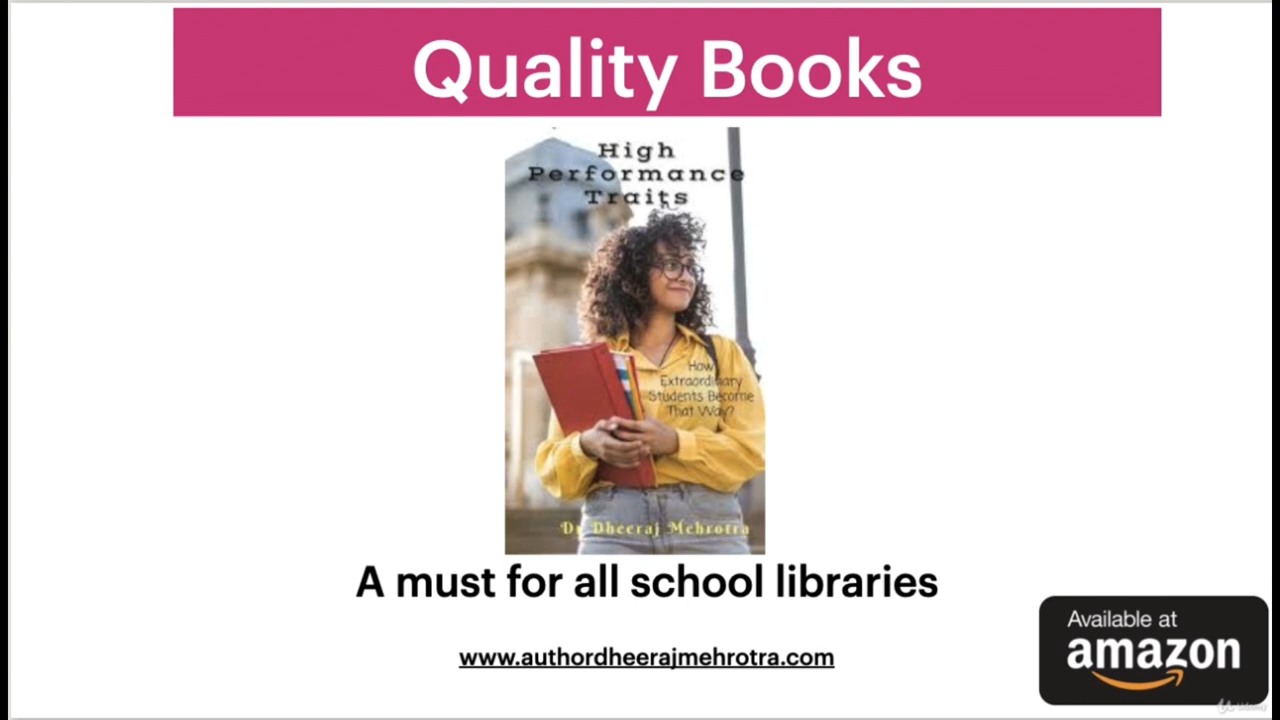 Quality Books
High
Performance
Traits
How
Extraordinary
Students Become
That Way?
Dr Dheeraj Mehrotra
A must for all school libraries
www.authordheerajmehrotra.com
Available at
amazon
Udemy